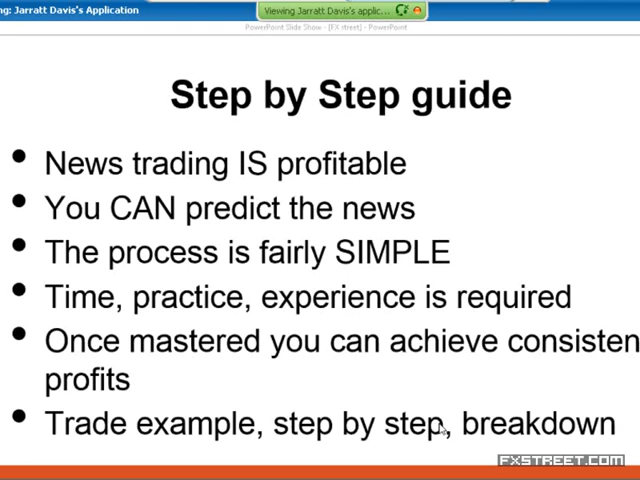 ng: Jarratt Davis's Application
Viewing Jarratt Davis's applic...
PowerPoint Slide Show - [FX street] - PowerPoint
Step by Step guide
• News trading IS profitable
• You CAN predict the news
• The process is fairly SIMPLE
• Time, practice, experience is required
• Once mastered you can achieve consisten
profits
• Trade example, step by step, breakdown
FXSTREET.COM